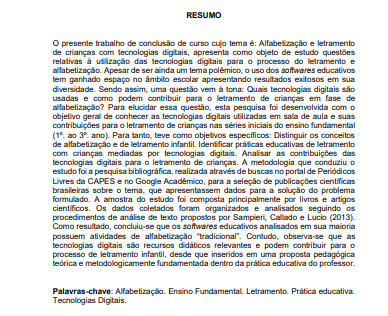 RESUMO
O presente trabalho de conclusão de curso cujo tema é: Alfabetização e letramento
de crianças com tecnologias digitais, apresenta como objeto de estudo questões
relativas à utilização das tecnologias digitais para o processo do letramento e
alfabetização. Apesar de ser ainda um tema polêmico, o uso dos softwares educativos
tem ganhado espaço no âmbito escolar apresentando resultados exitosos em sua
diversidade. Sendo assim, uma questão vem à tona: Quais tecnologias digitais são
usadas e como podem contribuir para o letramento de crianças em fase de
alfabetização? Para elucidar essa questão, esta pesquisa foi desenvolvida com o
objetivo geral de conhecer as tecnologias digitais utilizadas em sala de aula e suas
contribuições para o letramento de crianças nas séries iniciais do ensino fundamental
(1º. ao 3º. ano). Para tanto, teve como objetivos específicos: Distinguir os conceitos
de alfabetização e de letramento infantil. Identificar práticas educativas de letramento
com crianças mediadas por tecnologias digitais. Analisar as contribuições das
tecnologias digitais para o letramento de crianças. A metodologia que conduziu o
estudo foi a pesquisa bibliográfica, realizada através de buscas no portal de Periódicos
Livres da CAPES e no Google Acadêmico, para a seleção de publicações científicas
brasileiras sobre o tema, que apresentassem dados para a solução do problema
formulado. A amostra do estudo foi composta principalmente por livros e artigos
científicos. Os dados coletados foram organizados e analisados seguindo os
procedimentos de análise de texto propostos por Sampieri, Callado e Lucio (2013).
Como resultado, concluiu-se que os softwares educativos analisados em sua maioria
possuem atividades de alfabetização "tradicional". Contudo, observa-se que as
tecnologias digitais são recursos didáticos relevantes e podem contribuir para o
processo de letramento infantil, desde que inseridos em uma proposta pedagógica
teórica e metodologicamente fundamentada dentro da prática educativa do professor.
Palavras-chave: Alfabetização. Ensino Fundamental. Letramento. Prática educativa.
Tecnologias Digitais.